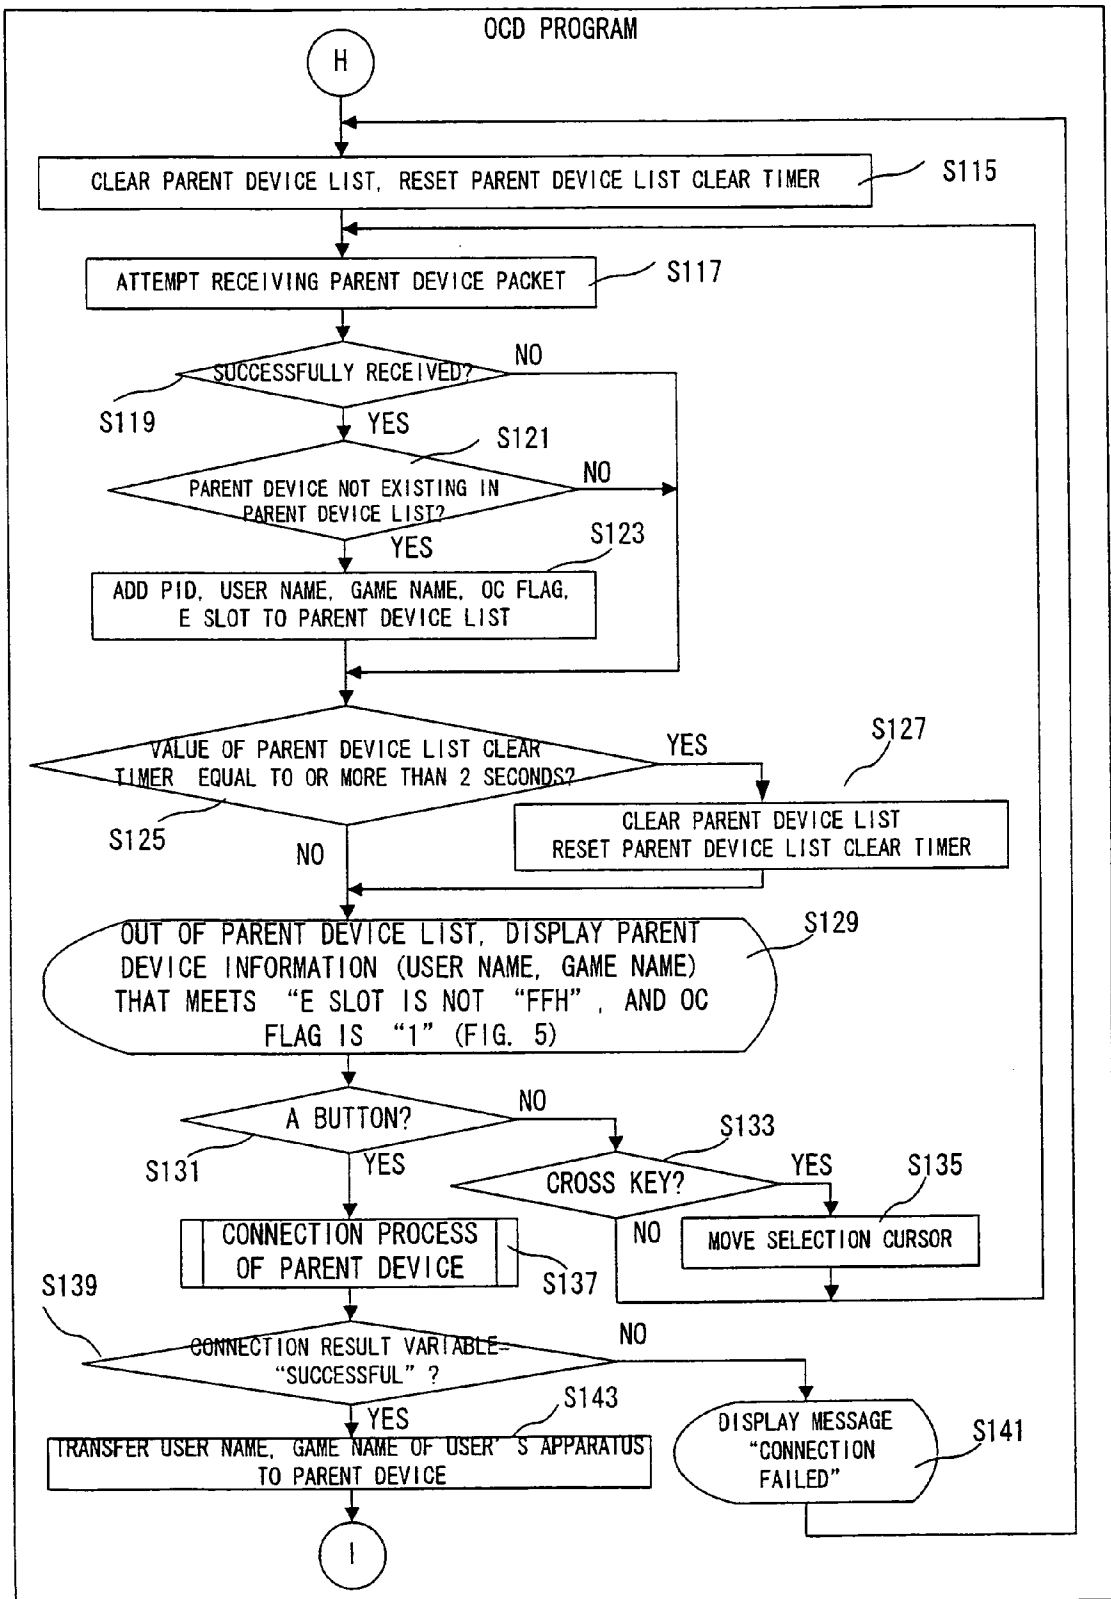 OCD PROGRAM
H
CLEAR PARENT DEVICE LIST, RESET PARENT DEVICE LIST CLEAR TIMER
S115
ATTEMPT RECEIVING PARENT DEVICE PACKET
S117
SUCCESSFULLY RECEIVED?
NO
S119
YES
S121
PARENT DEVICE NOT EXISTING IN
PARENT DEVICE LIST?
NO
YES
S123
ADD PID, USER NAME, GAME NAME, OC FLAG,
E SLOT TO PARENT DEVICE LIST
VALUE OF PARENT DEVICE LIST CLEAR
TIMER EQUAL TO OR MORE THAN 2 SECONDS?
YES
S127
S125
NO
CLEAR PARENT DEVICE LIST
RESET PARENT DEVICE LIST CLEAR TIMER
OUT OF PARENT DEVICE LIST, DISPLAY PARENT
DEVICE INFORMATION (USER NAME, GAME NAME)
THAT MEETS “E SLOT IS NOT “FFH”, AND OC
FLAG IS “1” (FIG. 5)
S129
A BUTTON?
NO
S131
YES
S133
CROSS KEY?
YES
S135
NO
MOVE SELECTION CURSOR
CONNECTION PROCESS
OF PARENT DEVICE
S137
S139
CONNECTION RESULT VARIABLE=
“SUCCESSFUL” ?
NO
YES
S143
TRANSFER USER NAME, GAME NAME OF USER'S APPARATUS
TO PARENT DEVICE
DISPLAY MESSAGE
“CONNECTION
FAILED”
S141
I